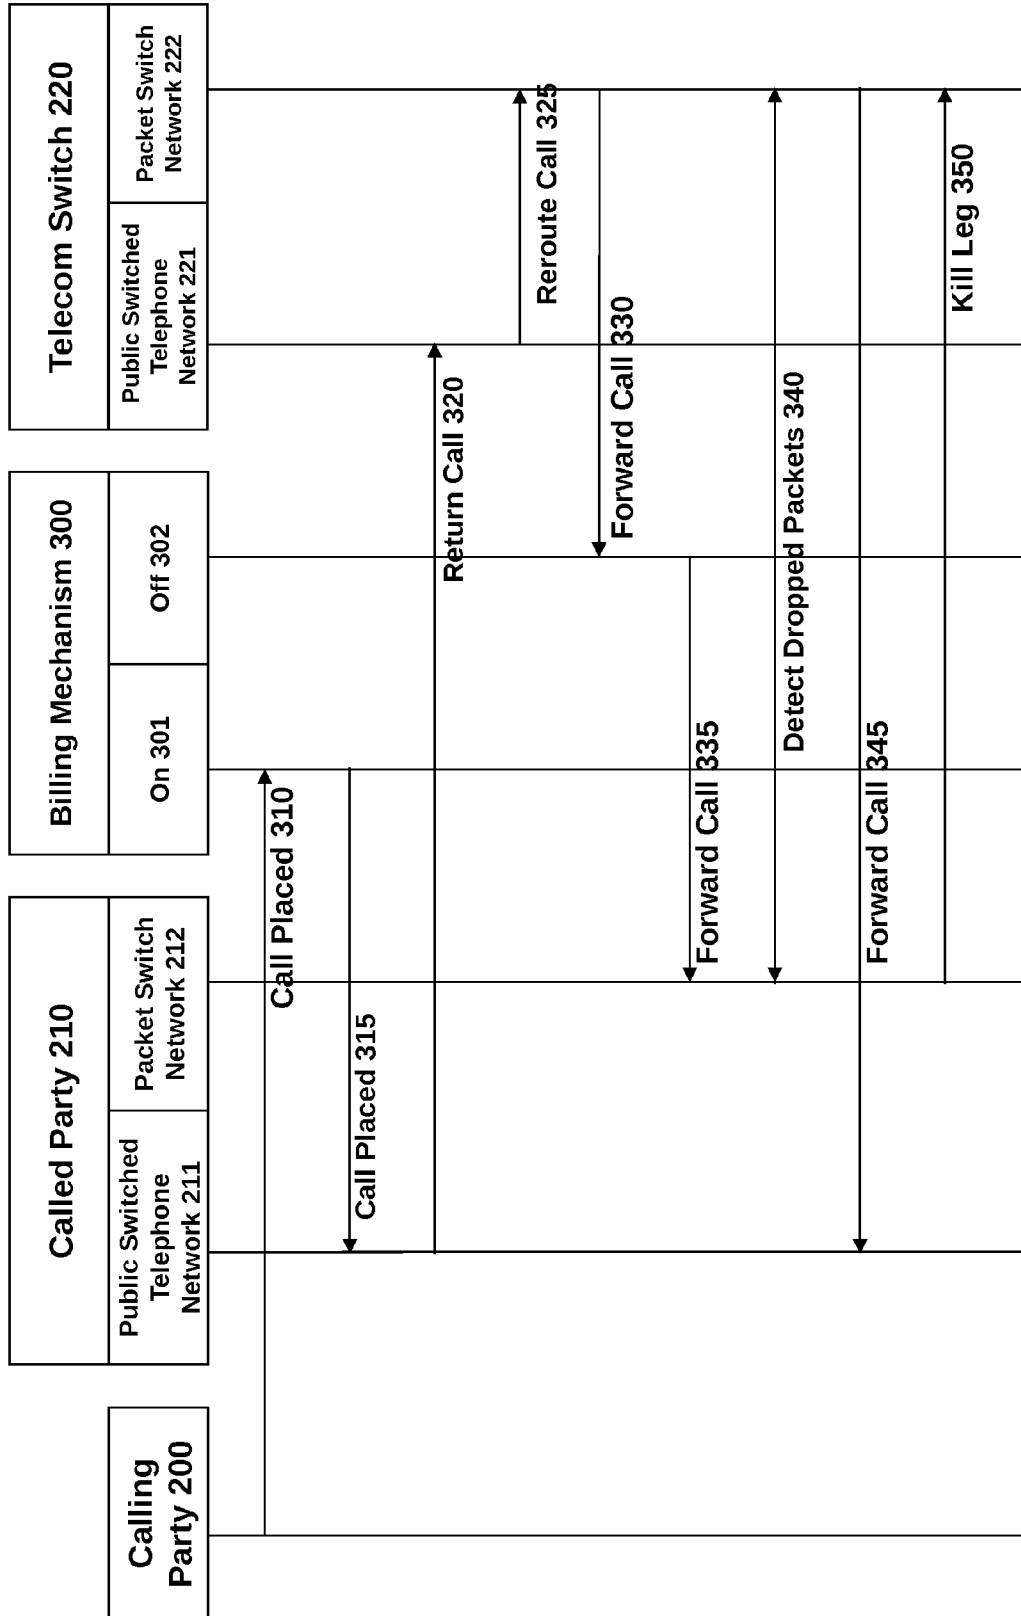 Calling
Party 200
Called Party 210
Public Switched
Telephone
Network 211
Packet Switch
Network 212
Billing Mechanism 300
On 301
Off 302
Telecom Switch 220
Public Switched
Telephone
Network 221
Packet Switch
Network 222
Call Placed 310
Call Placed 315
Return Call 320
Reroute Call 325
Forward Call 330
Forward Call 335
Detect Dropped Packets 340
Forward Call 345
Kill Leg 350